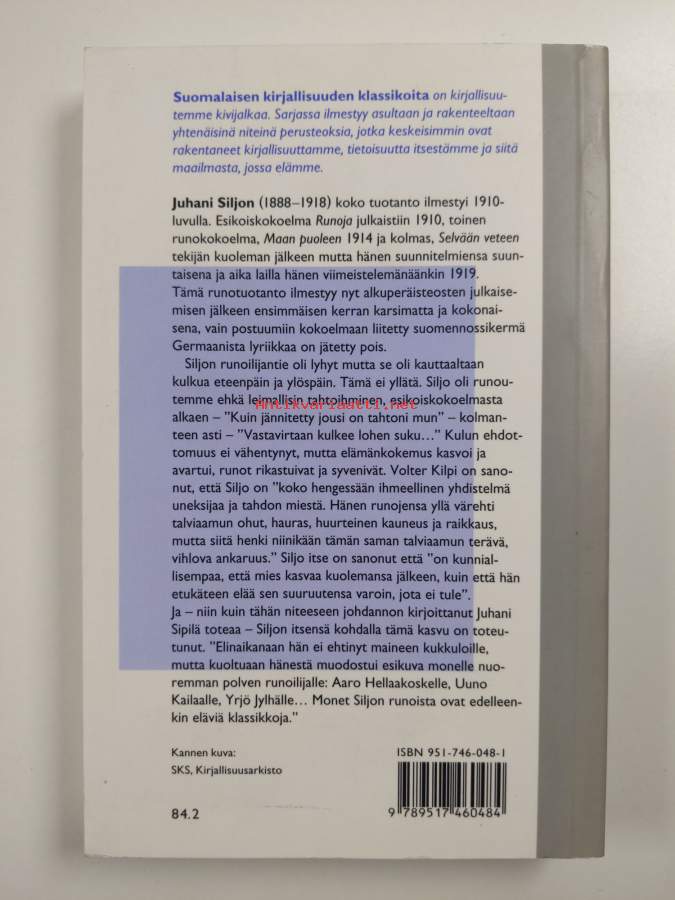 Suomalaisen kirjallisuuden klassikoita on kirjallisuu-
temme kivijalkaa. Sarjassa ilmestyy asultaan ja rakenteeltaan
yhtenäisinä niteinä perusteoksia, jotka keskeisimmin ovat
rakentaneet kirjallisuuttamme, tietoisuutta itsestämme ja siitä
maailmasta, jossa elämme.
Juhani Siljon (1888–1918) koko tuotanto ilmestyi 1910-
luvulla. Esikoiskokoelma Runoja julkaistiin 1910, toinen
runokokoelma, Maan puoleen 1914 ja kolmas, Selvään veteen
tekijän kuoleman jälkeen mutta hänen suunnitelmiensa suun-
taisena ja aika lailla hänen viimeistelemänäänkin 1919.
Tämä runotuotanto ilmestyy nyt alkuperäisteosten julkaise-
misen jälkeen ensimmäisen kerran karsimatta ja kokonai-
sena, vain postuumiin kokoelmaan liitetty suomennossikermä
Germaanista lyriikkaa on jätetty pois.
Siljon runoilijantie oli lyhyt mutta se oli kauttaaltaan
kulkua eteenpäin ja ylöspäin. Tämä ei yllätä. Siljo oli runou-
temme ehkä leimallisin tahtoihminen, esikoiskokoelmasta
Antikvariaatti.net
alkaen – ”Kuin jännitetty jousi on tahtoni mun” – kolman-
teen asti – ”Vastavirtaan kulkee lohen suku…” Kulun ehdot-
tomuus ei vähentynyt, mutta elämänkokemus kasvoi ja
avartui, runot rikastuivat ja syvenivät. Volter Kilpi on sano-
nut, että Siljo on ”koko hengessään ihmeellinen yhdistelmä
uneksijaa ja tahdon miestä. Hänen runojensa yllä värehti
talviaamun ohut, hauras, huurteinen kauneus ja raikkaus,
mutta siitä henki niinikään tämän saman talviaamun terävä,
vihlova ankaruus.” Siljo itse on sanonut että ”on kunnial-
lisempaa, että mies kasvaa kuolemansa jälkeen, kuin että hän
etukäteen elää sen suuruutensa varoin, jota ei tule”.
Ja – niin kuin tähän niteeseen johdannon kirjoittanut Juhani
Sipilä toteaa – Siljon itsensä kohdalla tämä kasvu on toteu-
tunut. ”Elinaikanaan hän ei ehtinyt maineen kukkuloille,
mutta kuoltuaan hänestä muodostui esikuva monelle nuo-
remman polven runoilijalle: Aaro Hellaakoskelle, Uuno
Kailaalle, Yrjö Jylhälle… Monet Siljon runoista ovat edelleen-
kin eläviä klassikkoja.”
Kannen kuva:
SKS, Kirjallisuusarkisto
84.2
ISBN 951-746-048-1
9 789517 460484